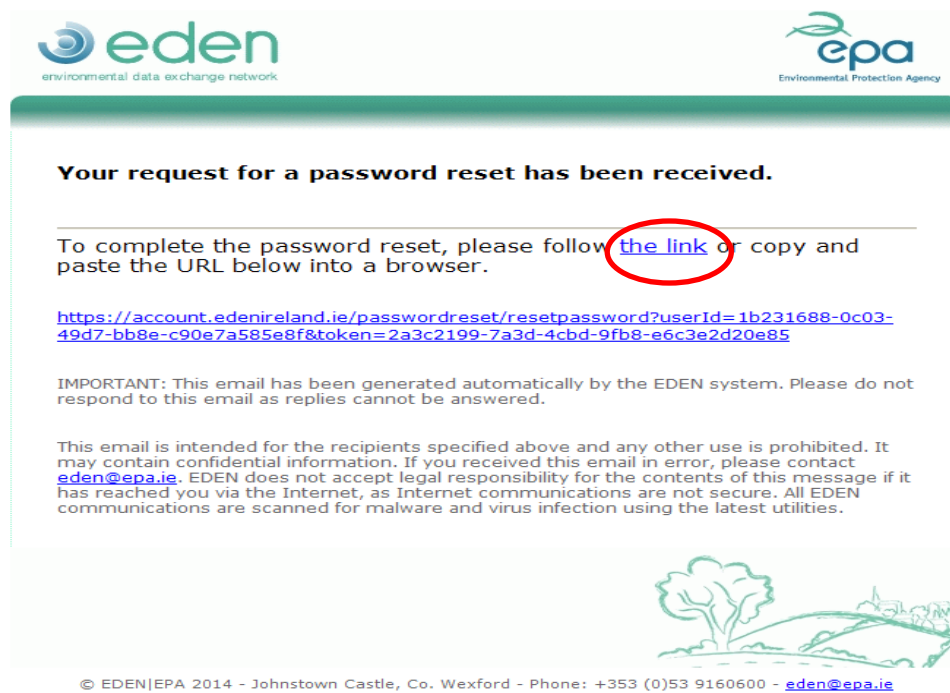 eden
environmental data exchange network
epa
Environmental Protection Agency
Your request for a password reset has been received.
To complete the password reset, please follow the link or copy and
paste the URL below into a browser.
https://account.edenireland.ie/passwordreset/resetpassword?userId=1b231688-0c03-
49d7-bb8e-c90e7a585e8f&token=2a3c2199-7a3d-4cbd-9fb8-e6c3e2d20e85
IMPORTANT: This email has been generated automatically by the EDEN system. Please do not
respond to this email as replies cannot be answered.
This email is intended for the recipients specified above and any other use is prohibited. It
may contain confidential information. If you received this email in error, please contact
eden@epa.ie. EDEN does not accept legal responsibility for the contents of this message if it
has reached you via the Internet, as Internet communications are not secure. All EDEN
communications are scanned for malware and virus infection using the latest utilities.
© EDEN|EPA 2014 - Johnstown Castle, Co. Wexford - Phone: +353 (0)53 9160600 - eden@epa.ie